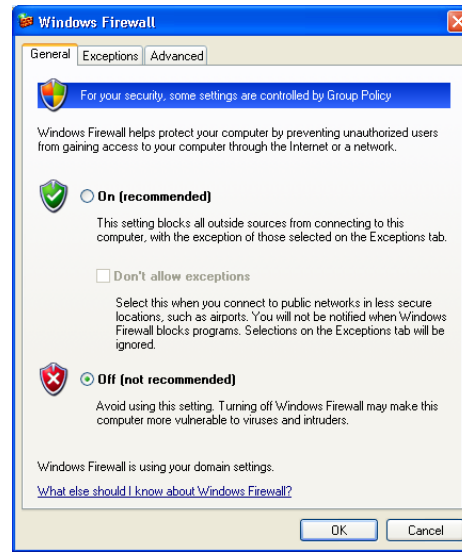 Windows Firewall
General Exceptions Advanced
For your security, some settings are controlled by Group Policy
Windows Firewall helps protect your computer by preventing unauthorized users
from gaining access to your computer through the Internet or a network.
On (recommended)
This setting blocks all outside sources from connecting to this
computer, with the exception of those selected on the Exceptions tab.
Don't allow exceptions
Select this when you connect to public networks in less secure
locations, such as airports. You will not be notified when Windows
Firewall blocks programs. Selections on the Exceptions tab will be
ignored.
Off (not recommended)
Avoid using this setting. Turning off Windows Firewall may make this
computer more vulnerable to viruses and intruders.
Windows Firewall is using your domain settings.
What else should I know about Windows Firewall?
OK Cancel